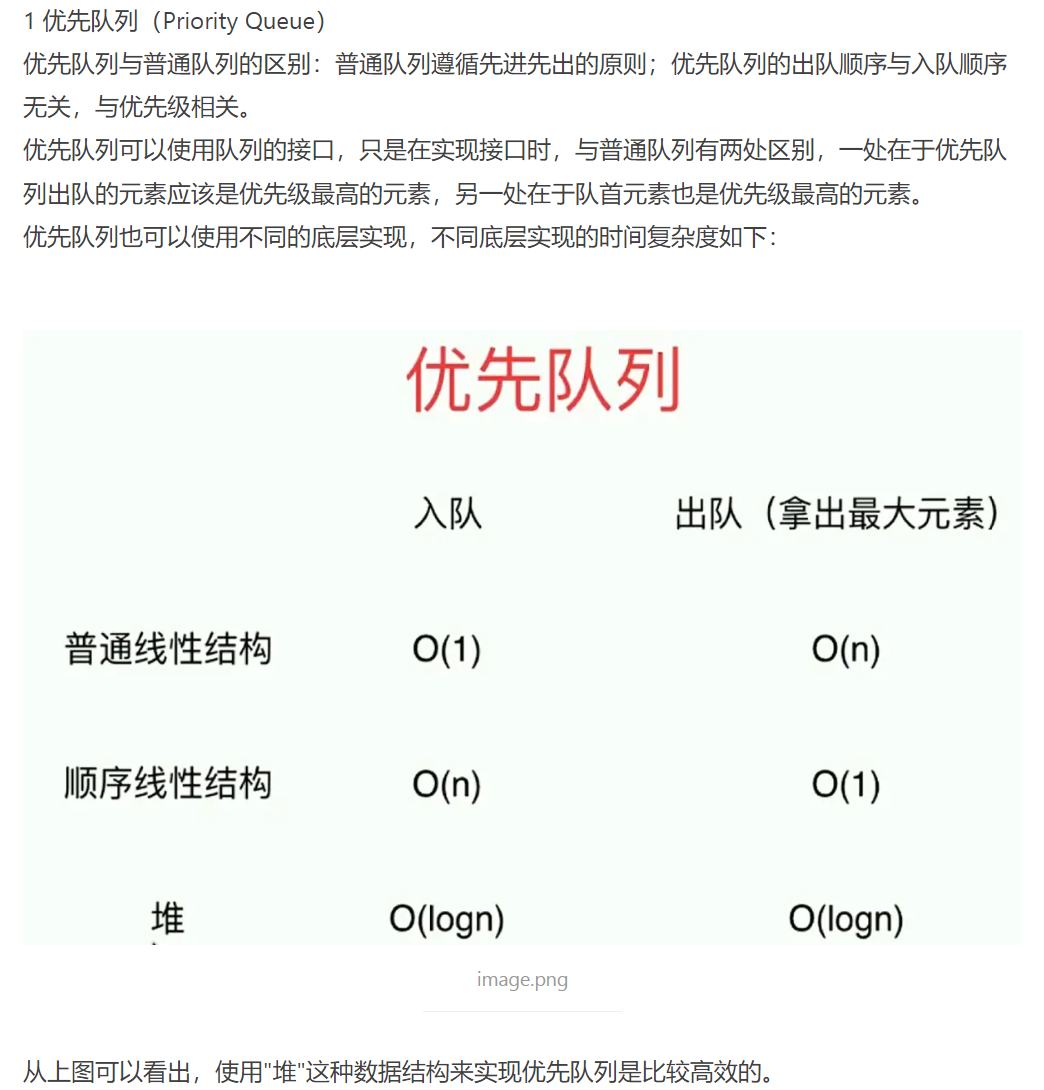 1 优先队列（Priority Queue）
优先队列与普通队列的区别：普通队列遵循先进先出的原则；优先队列的出队顺序与入队顺序
无关，与优先级相关。
优先队列可以使用队列的接口，只是在实现接口时，与普通队列有两处区别，一处在于优先队
列出队的元素应该是优先级最高的元素，另一处在于队首元素也是优先级最高的元素。
优先队列也可以使用不同的底层实现，不同底层实现的时间复杂度如下：
优先队列
入队 出队（拿出最大元素）
普通线性结构 O(1) O(n)
顺序线性结构 O(n) O(1)
堆 O(logn) O(logn)
image.png
从上图可以看出，使用"堆"这种数据结构来实现优先队列是比较高效的。